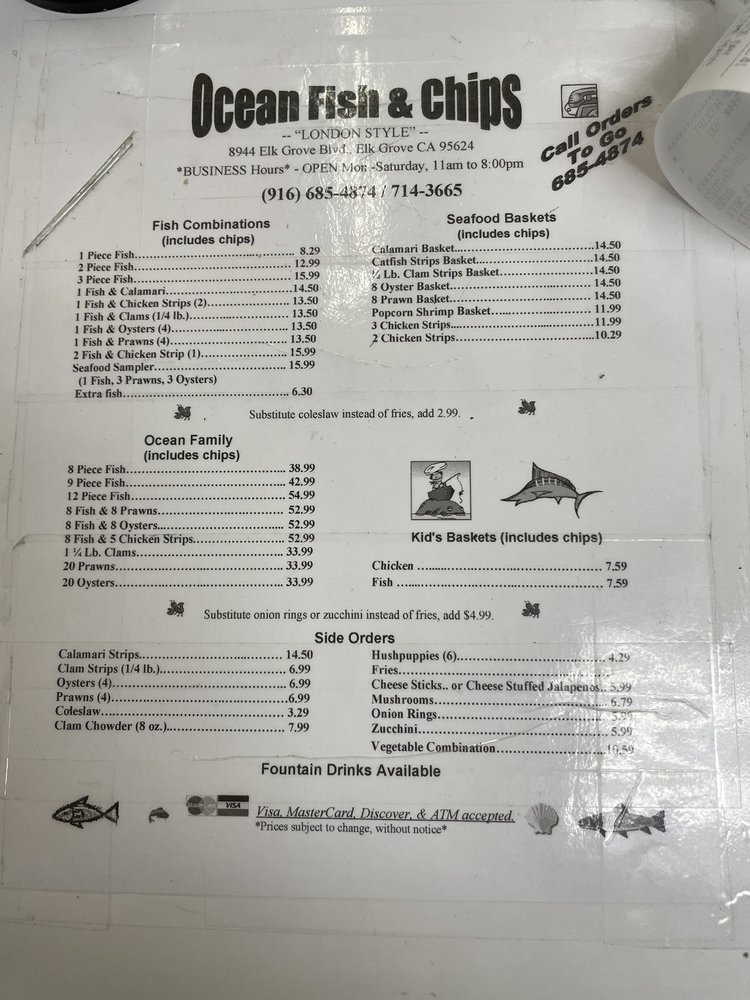 Ocean Fish & Chips
-- "LONDON STYLE" --
8944 Elk Grove Blvd., Elk Grove CA 95624
*BUSINESS Hours* - OPEN Mon -Saturday, 11am to 8:00pm
(916) 685-4874 / 714-3665
Call Orders
To Go
685-4874
Fish Combinations
(includes chips)
1 Piece Fish 8.29
2 Piece Fish 12.99
3 Piece Fish 15.99
1 Fish & Calamari 14.50
1 Fish & Chicken Strips (2) 13.50
1 Fish & Clams (1/4 lb.) 13.50
1 Fish & Oysters (4) 13.50
1 Fish & Prawns (4) 13.50
2 Fish & Chicken Strip (1) 15.99
Seafood Sampler 15.99
(1 Fish, 3 Prawns, 3 Oysters)
Extra fish 6.30
Seafood Baskets
(includes chips)
Calamari Basket 14.50
Catfish Strips Basket 14.50
½ Lb. Clam Strips Basket 14.50
8 Oyster Basket 14.50
8 Prawn Basket 14.50
Popcorn Shrimp Basket 11.99
3 Chicken Strips 11.99
2 Chicken Strips 10.29
Substitute coleslaw instead of fries, add 2.99.
Ocean Family
(includes chips)
8 Piece Fish 38.99
9 Piece Fish 42.99
12 Piece Fish 54.99
8 Fish & 8 Prawns 52.99
8 Fish & 8 Oysters 52.99
8 Fish & 5 Chicken Strips 52.99
1 ¼ Lb. Clams 33.99
20 Prawns 33.99
20 Oysters 33.99
Kid's Baskets (includes chips)
Chicken 7.59
Fish 7.59
Substitute onion rings or zucchini instead of fries, add $4.99.
Side Orders
Calamari Strips 14.50
Clam Strips (1/4 lb.) 6.99
Oysters (4) 6.99
Prawns (4) 6.99
Coleslaw 3.29
Clam Chowder (8 oz.) 7.99
Hushpuppies (6) 4.29
Fries
Cheese Sticks.. or Cheese Stuffed Jalapenos.. 5.99
Mushrooms 6.79
Onion Rings 5.99
Zucchini 5.99
Vegetable Combination 10.59
Fountain Drinks Available
MasterCard VISA
Visa, MasterCard, Discover, & ATM accepted.
*Prices subject to change, without notice*